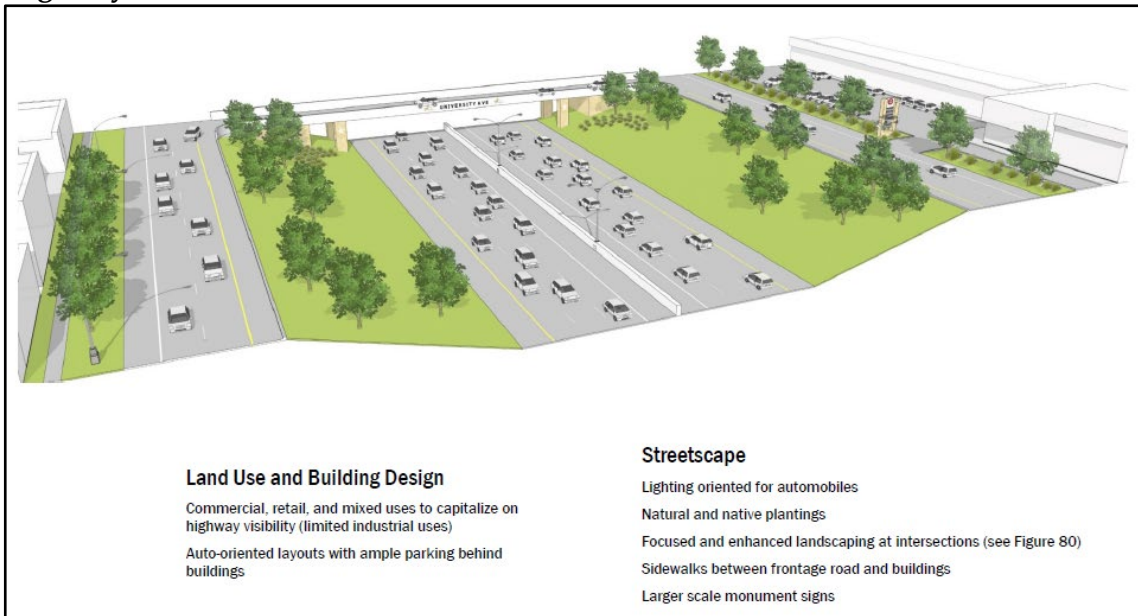 UNIVERSITY AVE
Land Use and Building Design
Commercial, retail, and mixed uses to capitalize on
highway visibility (limited industrial uses)
Auto-oriented layouts with ample parking behind
buildings
Streetscape
Lighting oriented for automobiles
Natural and native plantings
Focused and enhanced landscaping at intersections (see Figure 80)
Sidewalks between frontage road and buildings
Larger scale monument signs